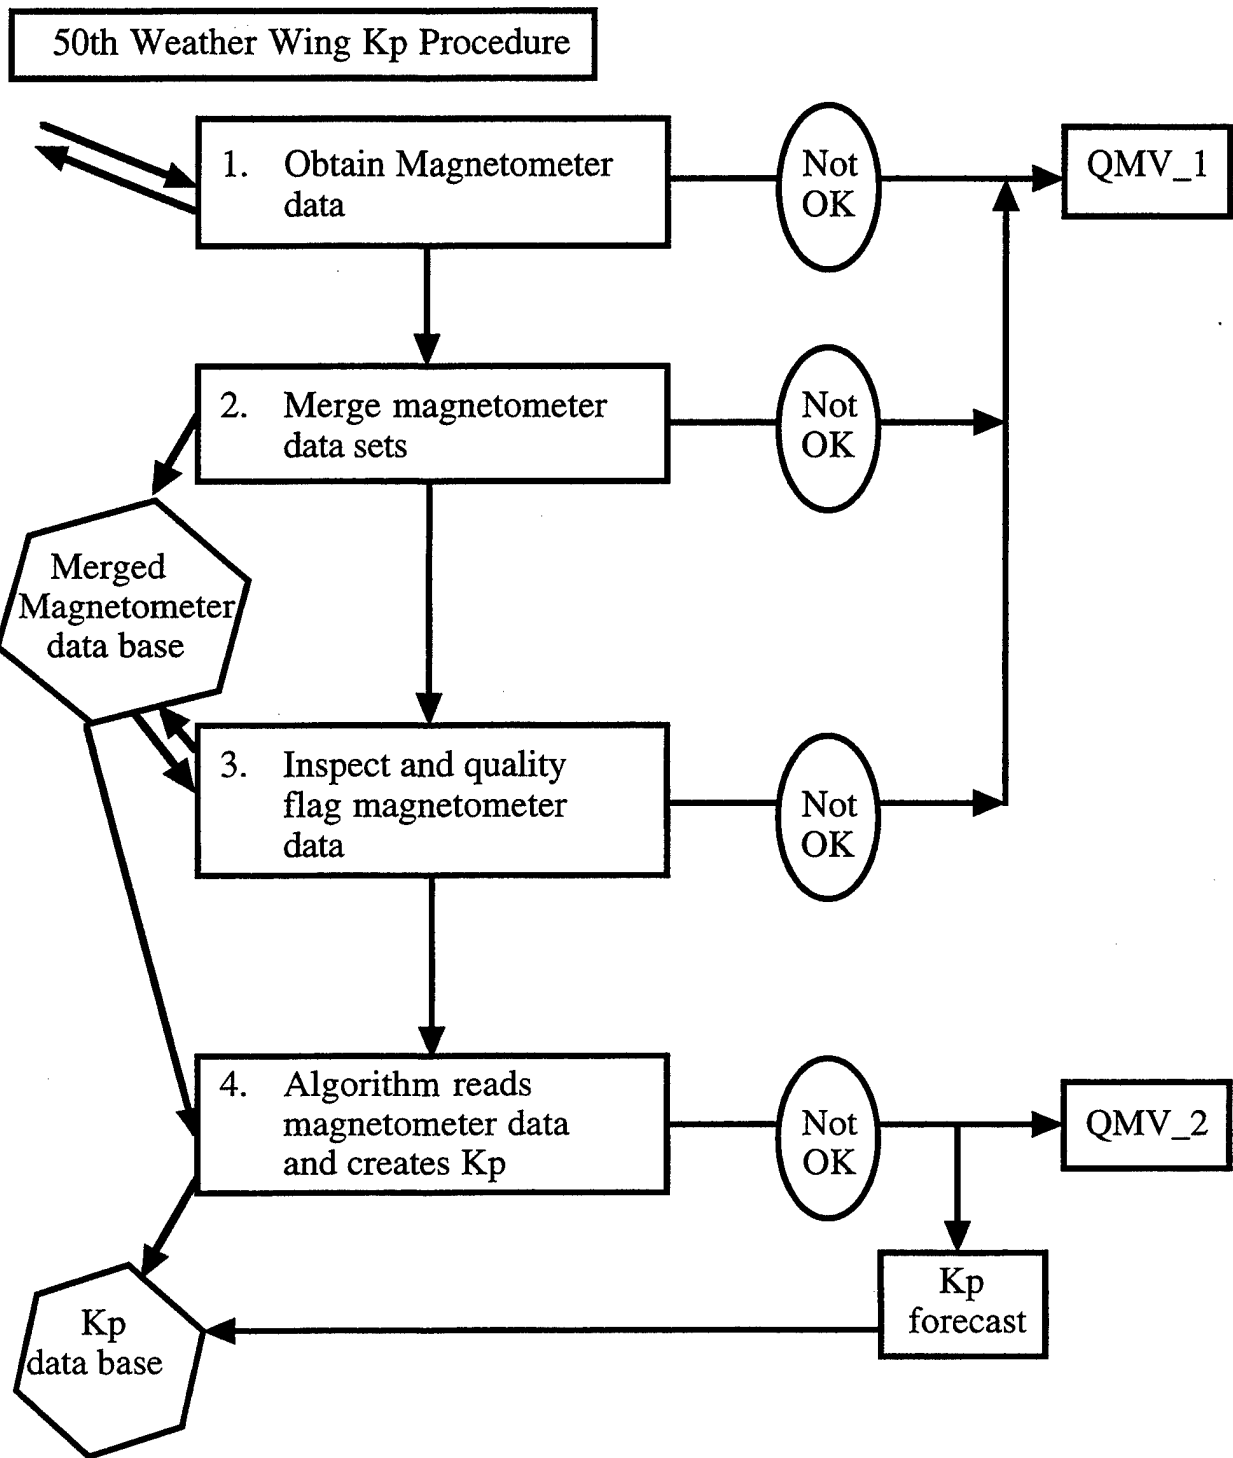 50th Weather Wing Kp Procedure
1. Obtain Magnetometer
data
Not
OK
QMV_1
2. Merge magnetometer
data sets
Not
OK
Merged
Magnetometer
data base
3. Inspect and quality
flag magnetometer
data
Not
OK
4. Algorithm reads
magnetometer data
and creates Kp
Not
OK
QMV_2
Kp
forecast
Kp
data base